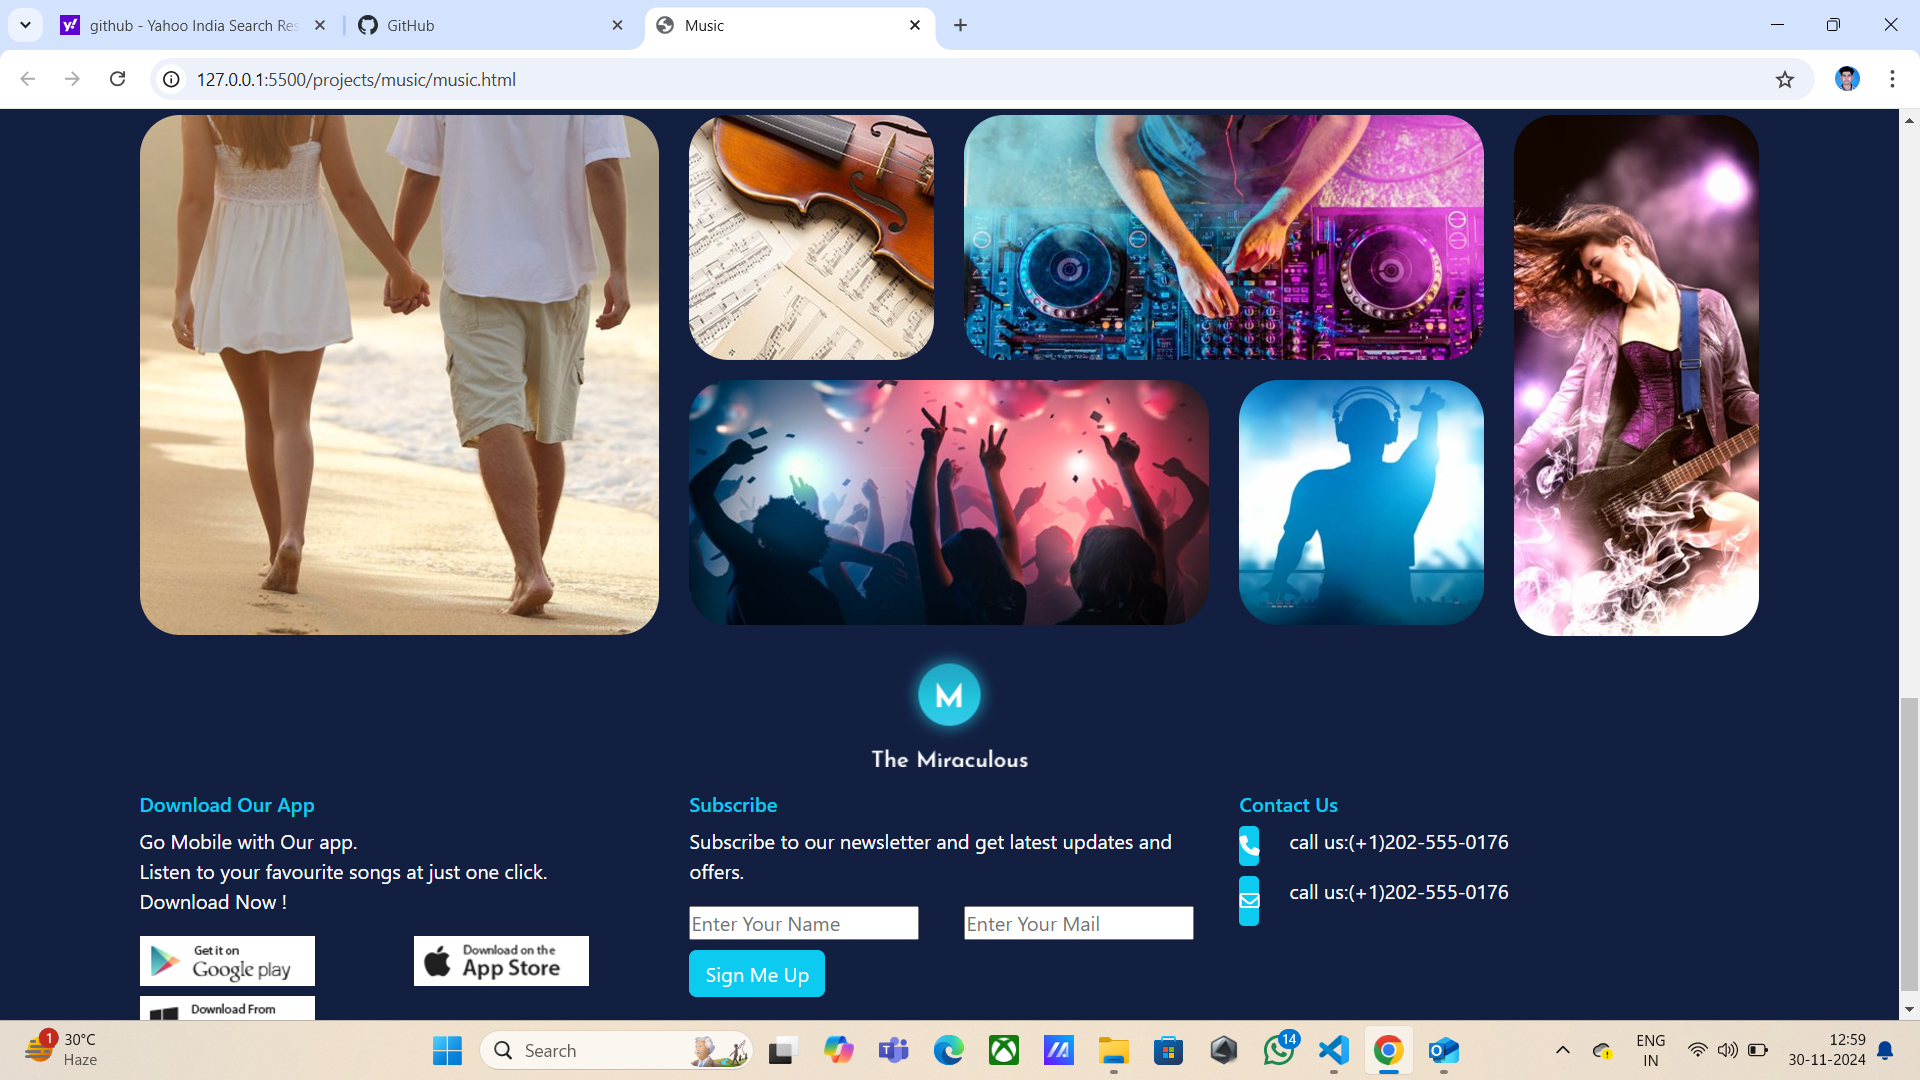 github - Yahoo India Search Res
GitHub
Music
127.0.0.1:5500/projects/music/music.html
M
The Miraculous
Download Our App
Go Mobile with Our app.
Listen to your favourite songs at just one click.
Download Now !
Get it on
Google play
Download on the
App Store
Download From
Subscribe
Subscribe to our newsletter and get latest updates and
offers.
Enter Your Name
Enter Your Mail
Sign Me Up
Contact Us
call us:(+1)202-555-0176
call us:(+1)202-555-0176
1
30°C
Haze
Search
14
ENG
IN
12:59
30-11-2024